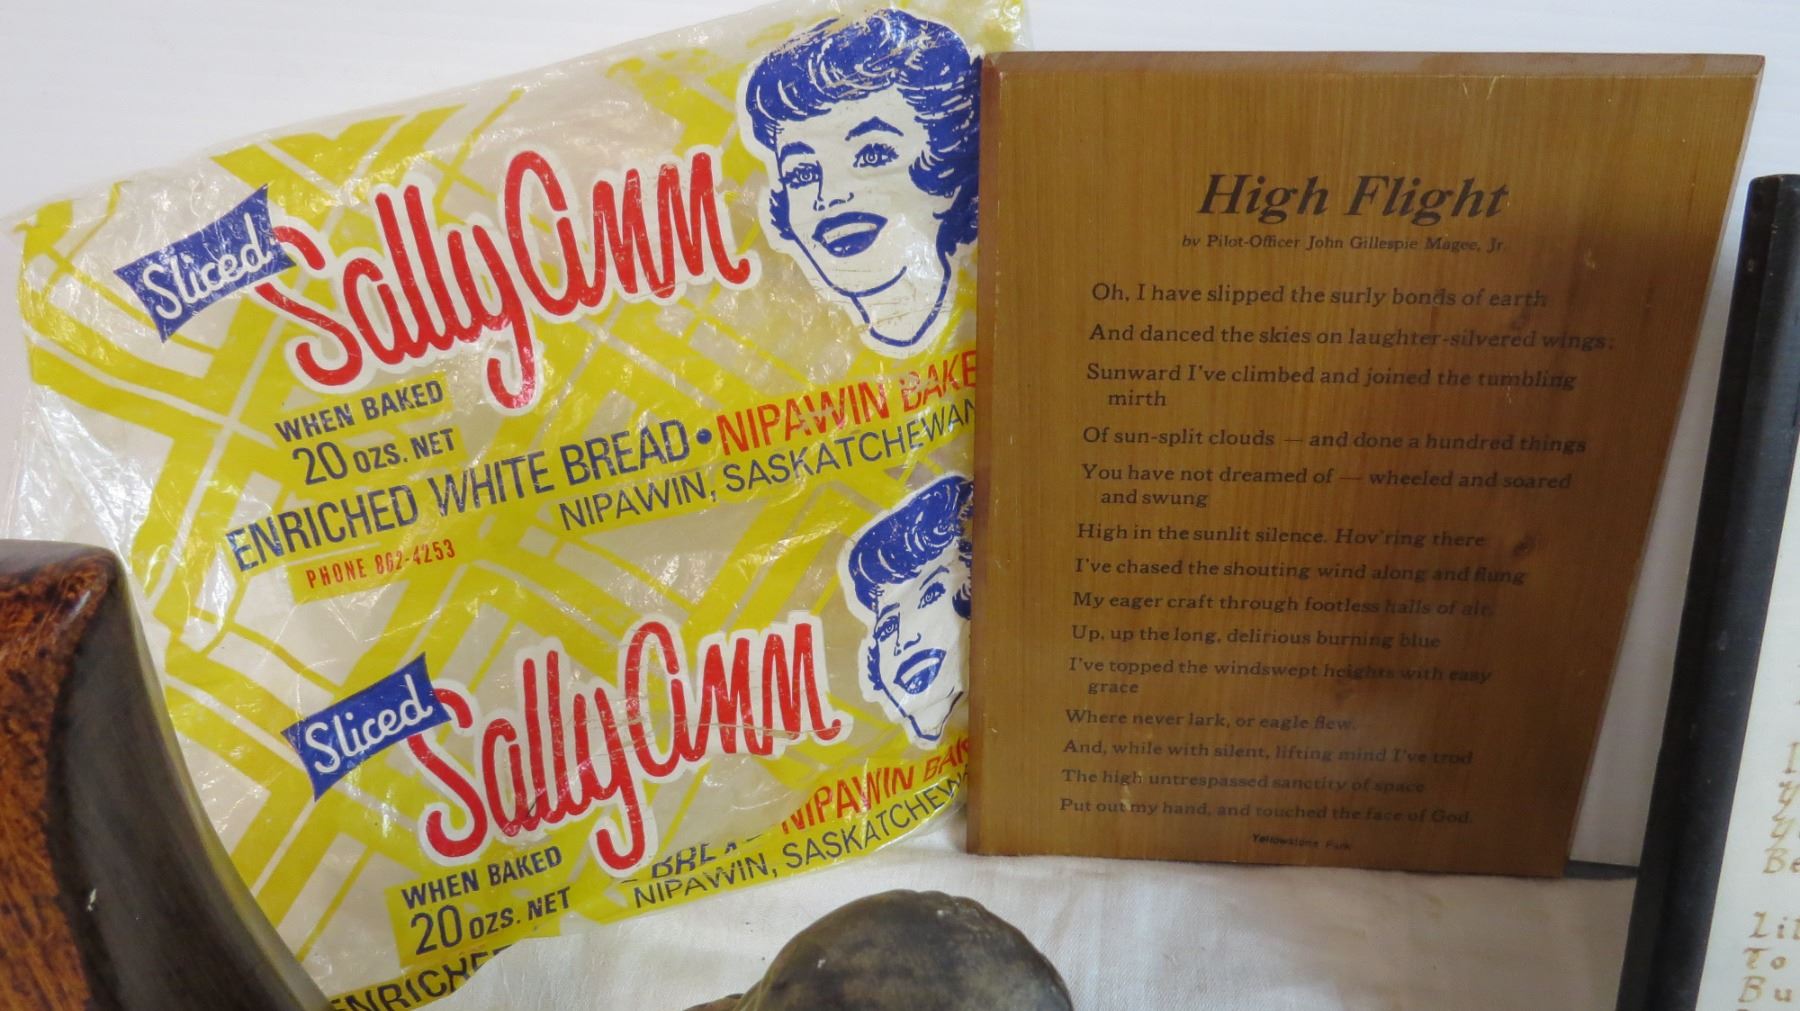 Sliced
SallyAnn
WHEN BAKED
20 OZS. NET
ENRICHED WHITE BREAD • NIPAWIN BAKE
NIPAWIN, SASKATCHEWAN
PHONE 862-4253
Sliced
SallyAnn
WHEN BAKED
20 OZS. NET
NIPAWIN
NIPAWIN, SASKATCHEW
High Flight
by Pilot-Officer John Gillespie Magee, Jr.
Oh, I have slipped the surly bonds of earth
And danced the skies on laughter-silvered wings;
Sunward I've climbed and joined the tumbling
mirth
Of sun-split clouds — and done a hundred things
You have not dreamed of — wheeled and soared
and swung
High in the sunlit silence. Hov'ring there
I've chased the shouting wind along and flung
My eager craft through footless halls of air.
Up, up the long, delirious burning blue
I've topped the windswept heights with easy
grace
Where never lark, or eagle flew.
And, while with silent, lifting mind I've trod
The high untrespassed sanctity of space
Put out my hand, and touched the face of God.
Yellowstone Park
Be
Lit
To
Bu